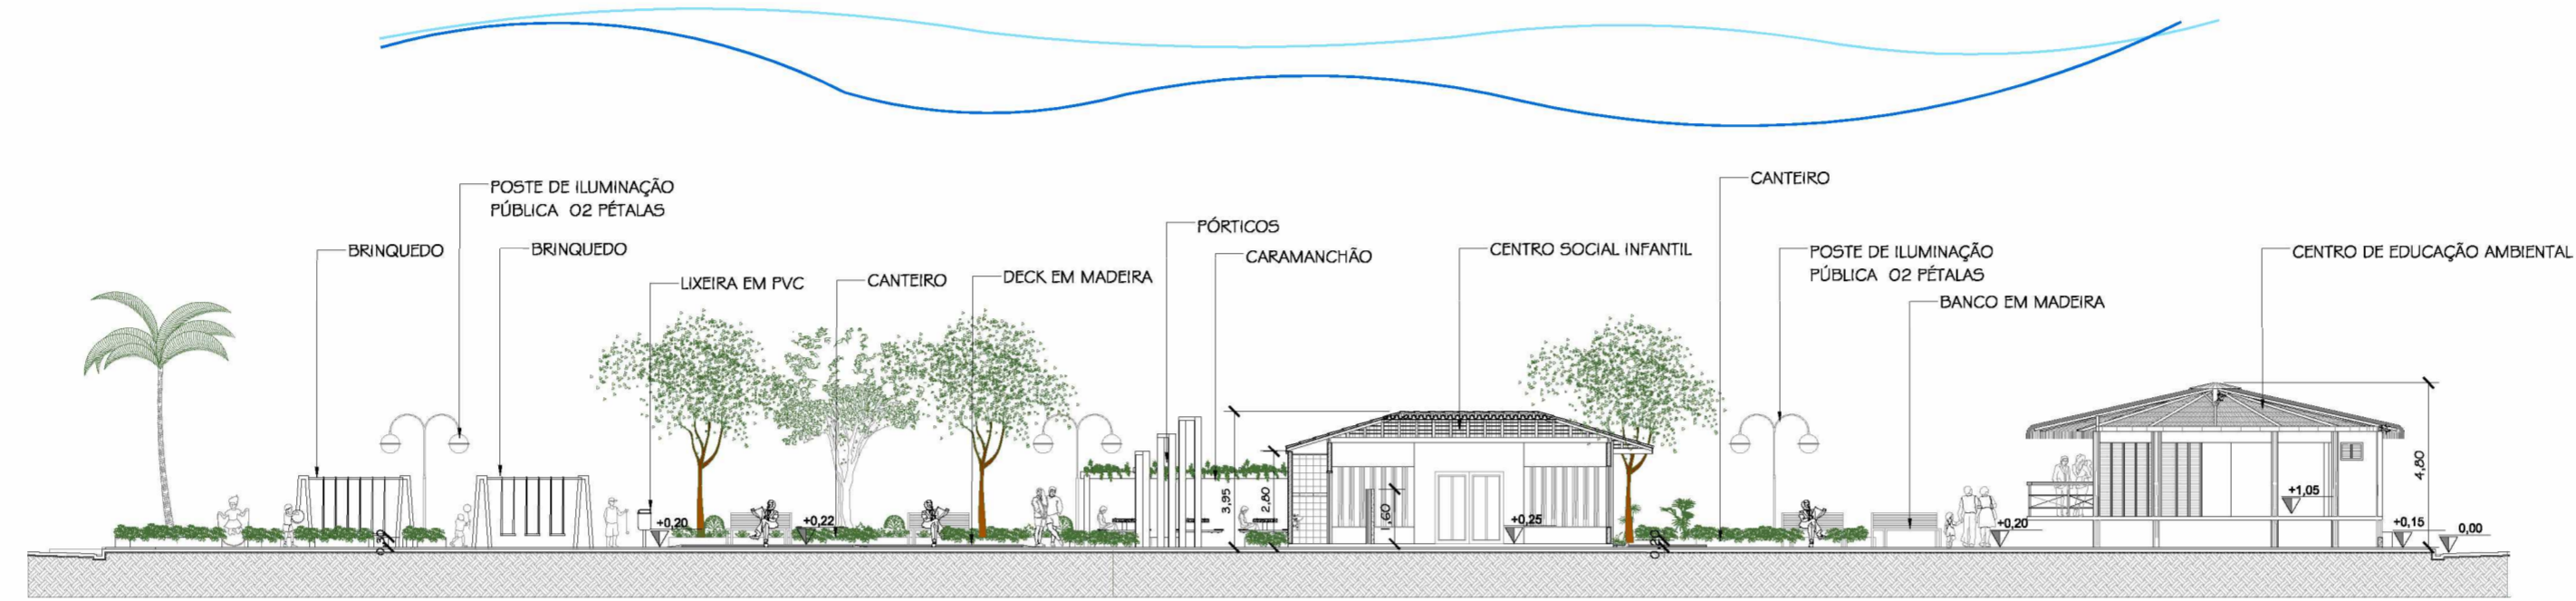 POSTE DE ILUMINAÇÃO
PÚBLICA 02 PÉTALAS
CANTEIRO
PÓRTICOS
BRINQUEDO
BRINQUEDO
CARAMANCHÃO
CENTRO SOCIAL INFANTIL
POSTE DE ILUMINAÇÃO
PÚBLICA 02 PÉTALAS
CENTRO DE EDUCAÇÃO AMBIENTAL
LIXEIRA EM PVC
CANTEIRO
DECK EM MADEIRA
BANCO EM MADEIRA
3,95
2,80
4,80
+1,05
+0,20
+0,22
+0,25
+0,20
+0,15
0,00
0,20